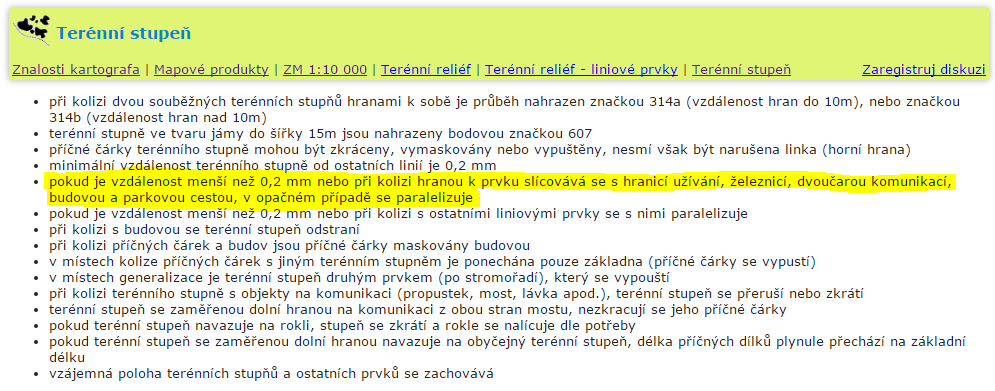 Terénní stupeň
Znalosti kartografa | Mapové produkty | ZM 1:10 000 | Terénní reliéf | Terénní reliéf - liniové prvky | Terénní stupeň Zaregistruj diskuzi
• při kolizi dvou souběžných terénních stupňů hranami k sobě je průběh nahrazen značkou 314a (vzdálenost hran do 10m), nebo značkou
314b (vzdálenost hran nad 10m)
• terénní stupně ve tvaru jámy do šířky 15m jsou nahrazeny bodovou značkou 607
• příčné čárky terénního stupně mohou být zkráceny, vymaskovány nebo vypuštěny, nesmí však být narušena linka (horní hrana)
• minimální vzdálenost terénního stupně od ostatních linií je 0,2 mm
• pokud je vzdálenost menší než 0,2 mm nebo při kolizi hranou k prvku slícovává se s hranicí užívání, železnicí, dvoučarou komunikací,
budovou a parkovou cestou, v opačném případě se paralelizuje
• pokud je vzdálenost menší než 0,2 mm nebo při kolizi s ostatními liniovými prvky se s nimi paralelizuje
• při kolizi s budovou se terénní stupeň odstraní
• při kolizi příčných čárek a budov jsou příčné čárky maskovány budovou
• v místech kolize příčných čárek s jiným terénním stupněm je ponechána pouze základna (příčné čárky se vypustí)
• v místech generalizace je terénní stupeň druhým prvkem (po stromořadí), který se vypouští
• při kolizi terénního stupně s objekty na komunikaci (propustek, most, lávka apod.), terénní stupeň se přeruší nebo zkrátí
• terénní stupeň se zaměřenou dolní hranou na komunikaci z obou stran mostu, nezkracují se jeho příčné čárky
• pokud terénní stupeň navazuje na rokli, stupeň se zkrátí a rokle se nalícuje dle potřeby
• pokud terénní stupeň se zaměřenou dolní hranou navazuje na obyčejný terénní stupeň, délka příčných dílků plynule přechází na základní
délku
• vzájemná poloha terénních stupňů a ostatních prvků se zachovává